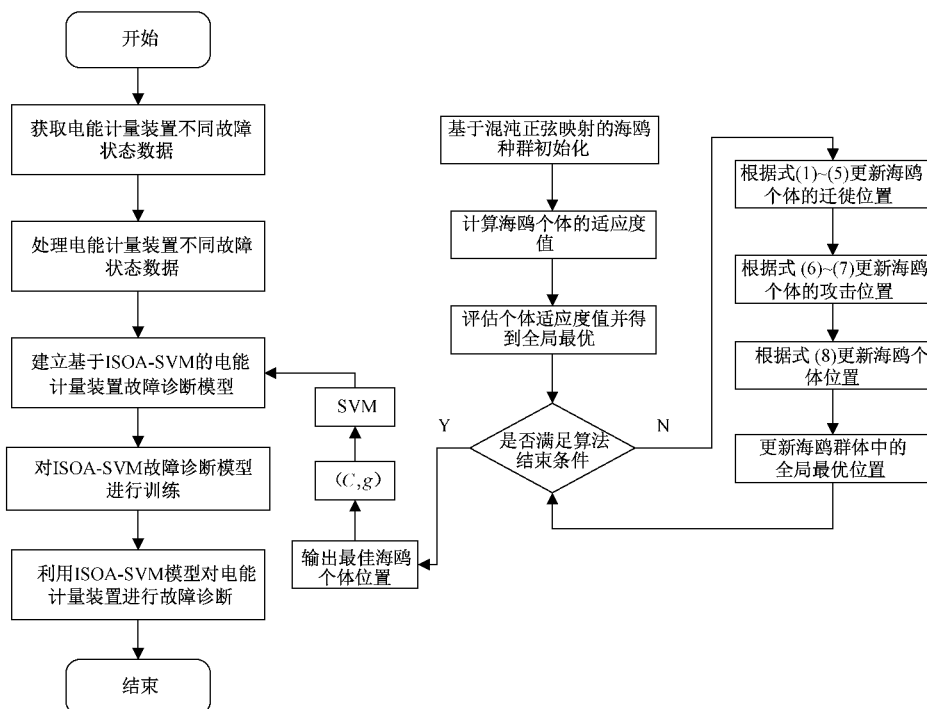 开始
获取电能计量装置不同故障
状态数据
处理电能计量装置不同故障
状态数据
建立基于ISOA-SVM的电能
计量装置故障诊断模型
对ISOA-SVM故障诊断模型
进行训练
利用ISOA-SVM模型对电能
计量装置进行故障诊断
结束
SVM
(C,g)
输出最佳海鸥
个体位置
基于混沌正弦映射的海鸥
种群初始化
计算海鸥个体的适应度
值
评估个体适应度值并得
到全局最优
是否满足算法
结束条件
Y
N
根据式(1)~(5)更新海鸥
个体的迁徙位置
根据式 (6)~(7)更新海鸥
个体的攻击位置
根据式 (8)更新海鸥个
体位置
更新海鸥群体中的
全局最优位置